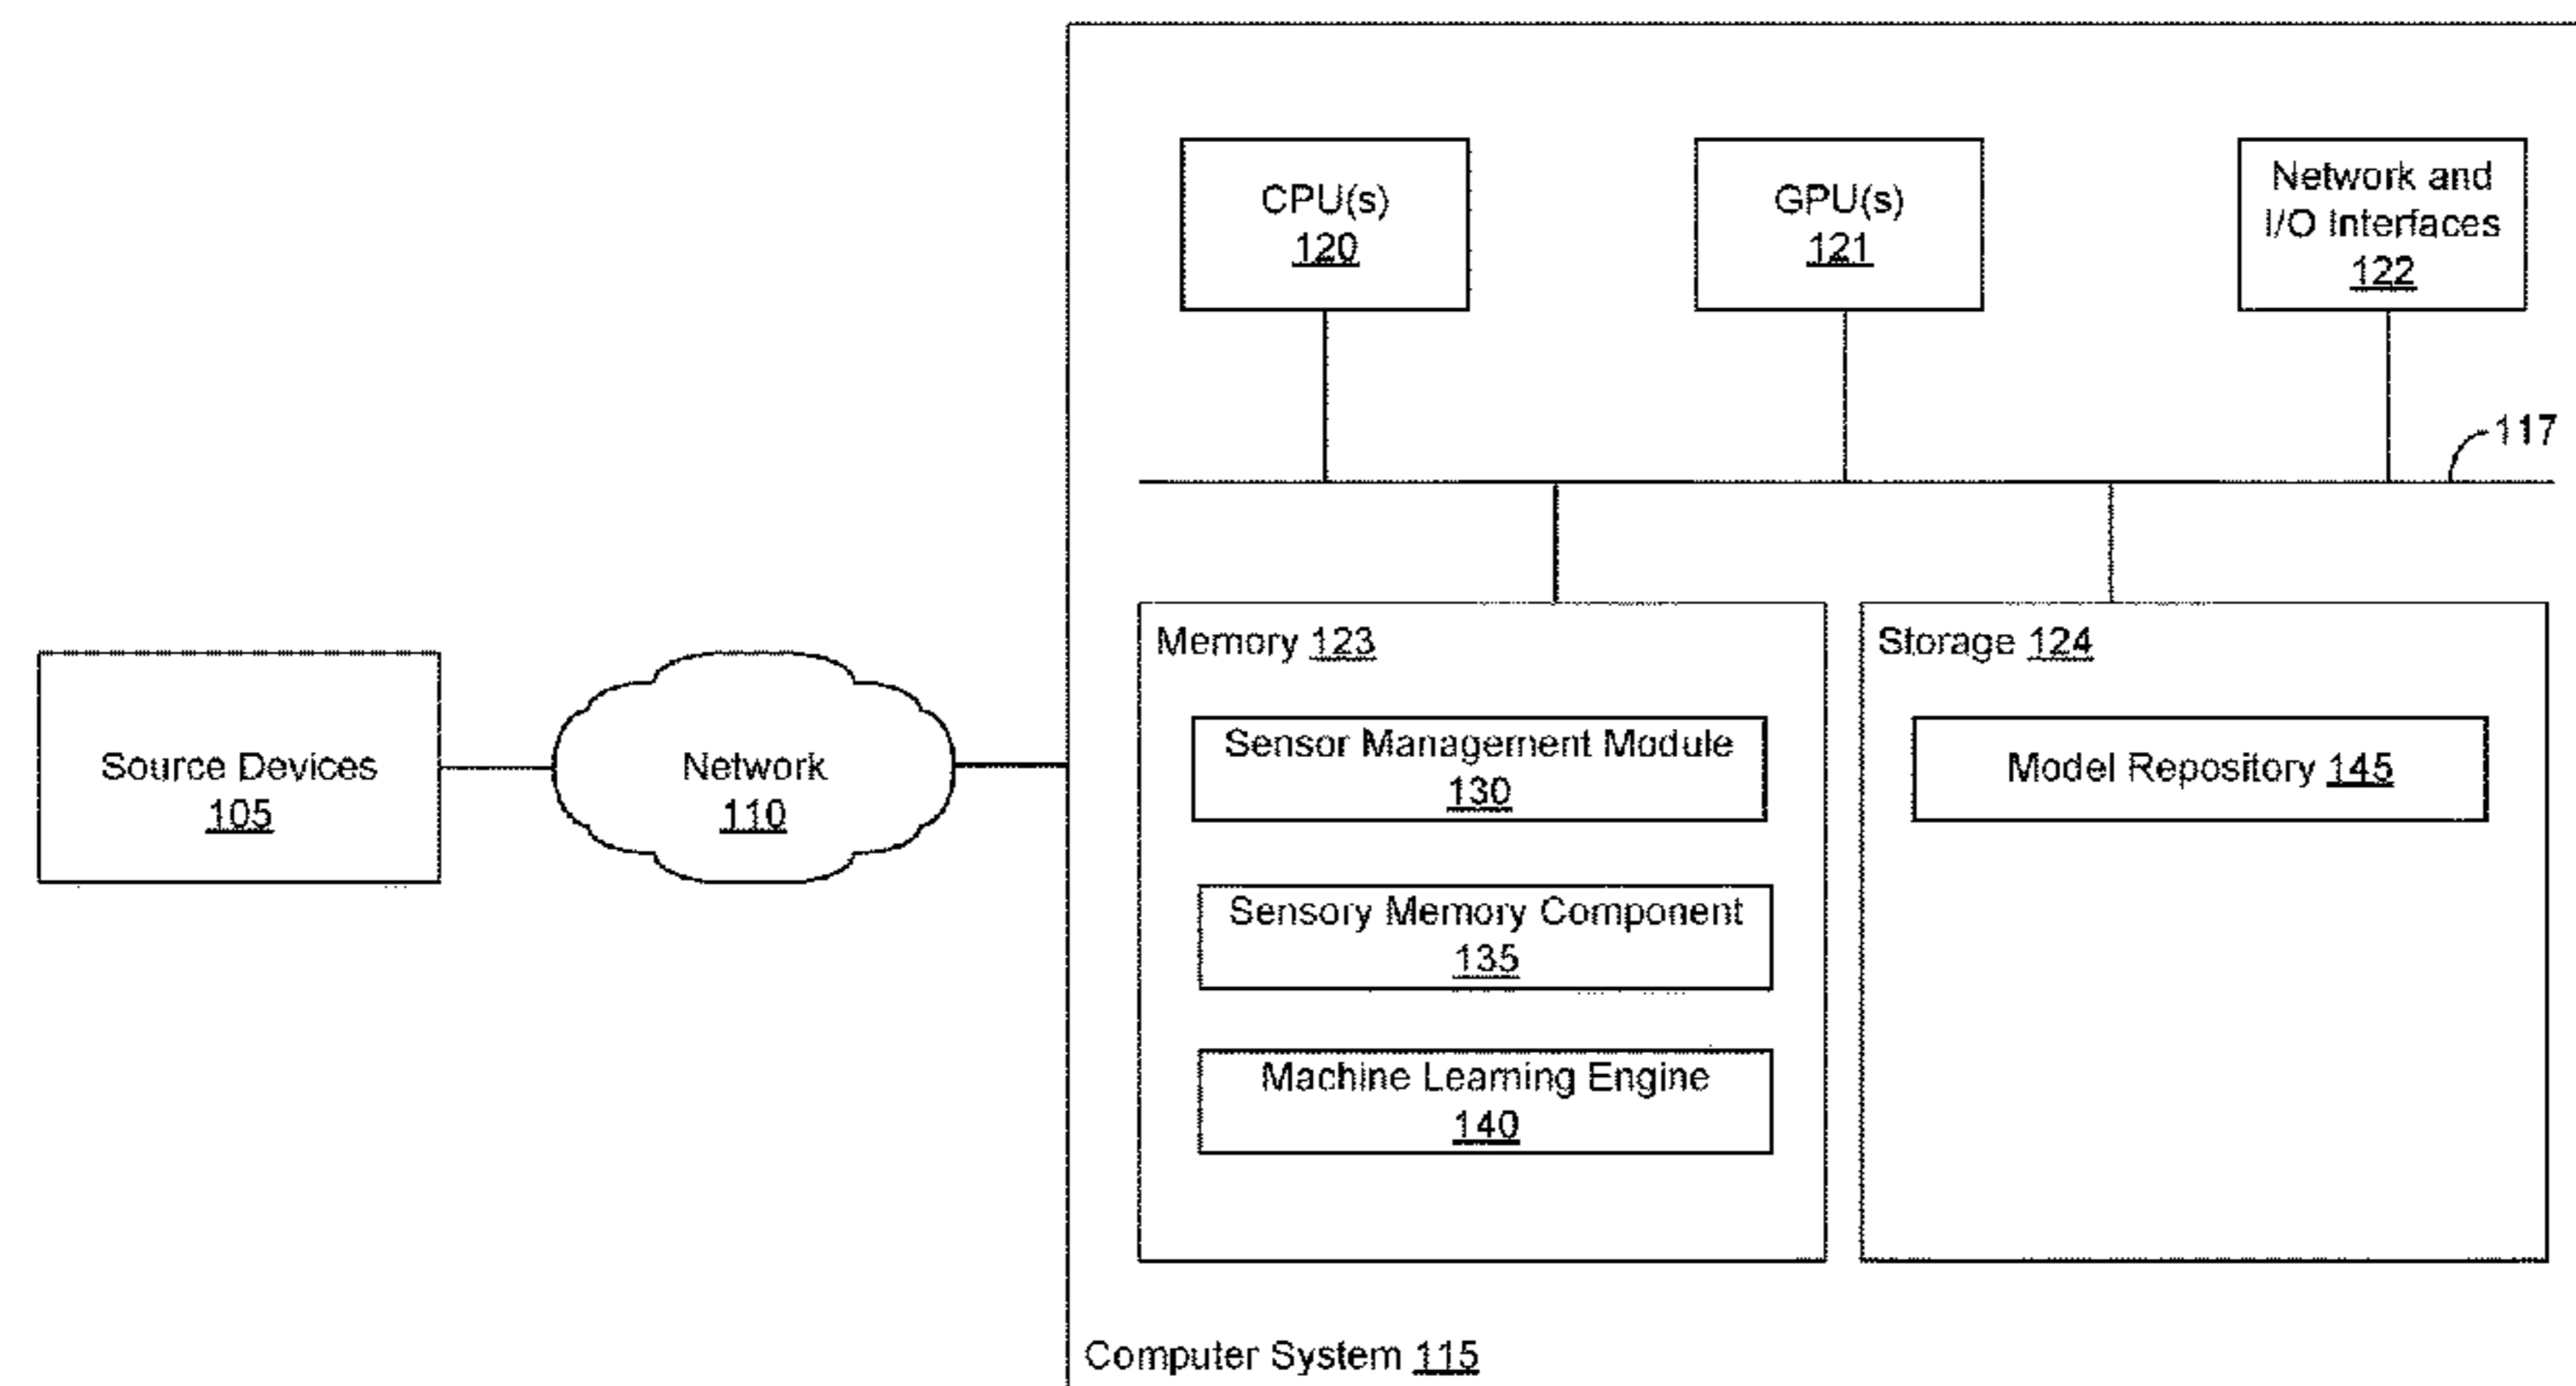 CPU(s)
120
GPU(s)
121
Network and
I/O Interfaces
122
117
Memory 123
Sensor Management Module
130
Sensory Memory Component
135
Machine Learning Engine
140
Storage 124
Model Repository 145
Source Devices
105
Network
110
Computer System 115